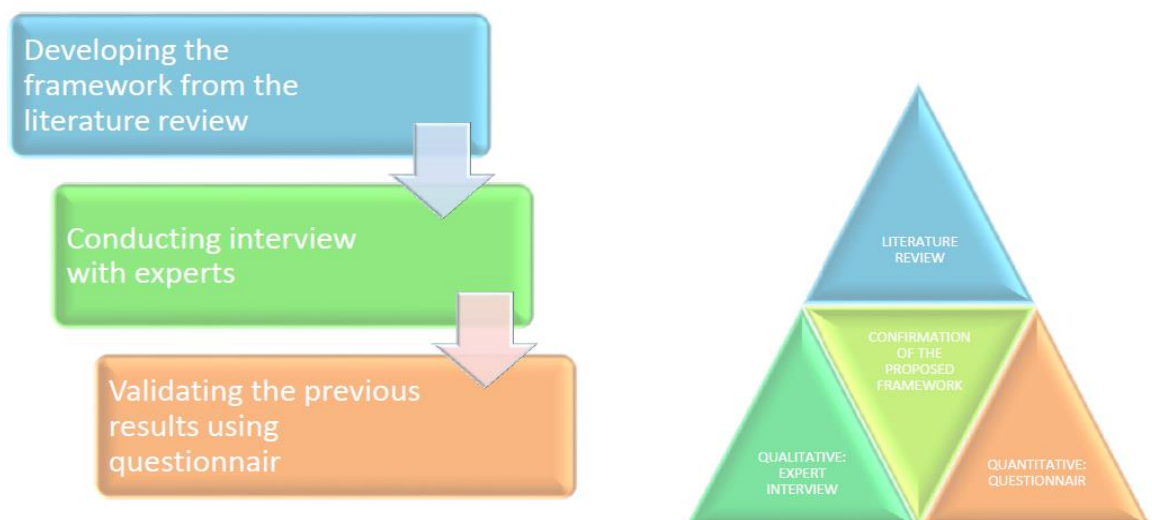 Developing the
framework from the
literature review
Conducting interview
with experts
Validating the previous
results using
questionnair
LITERATURE
REVIEW
CONFIRMATION
OF THE
PROPOSED
FRAMEWORK
QUALITATIVE:
EXPERT
INTERVIEW
QUANTITATIVE:
QUESTIONNAIR